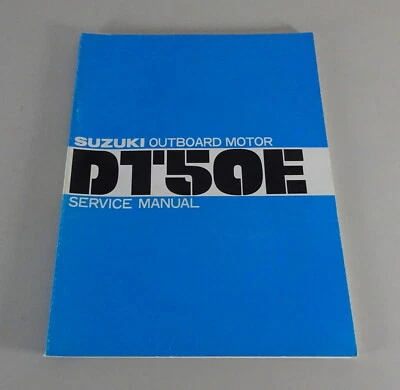 SUZUKI OUTBOARD MOTOR
DT50E
SERVICE MANUAL